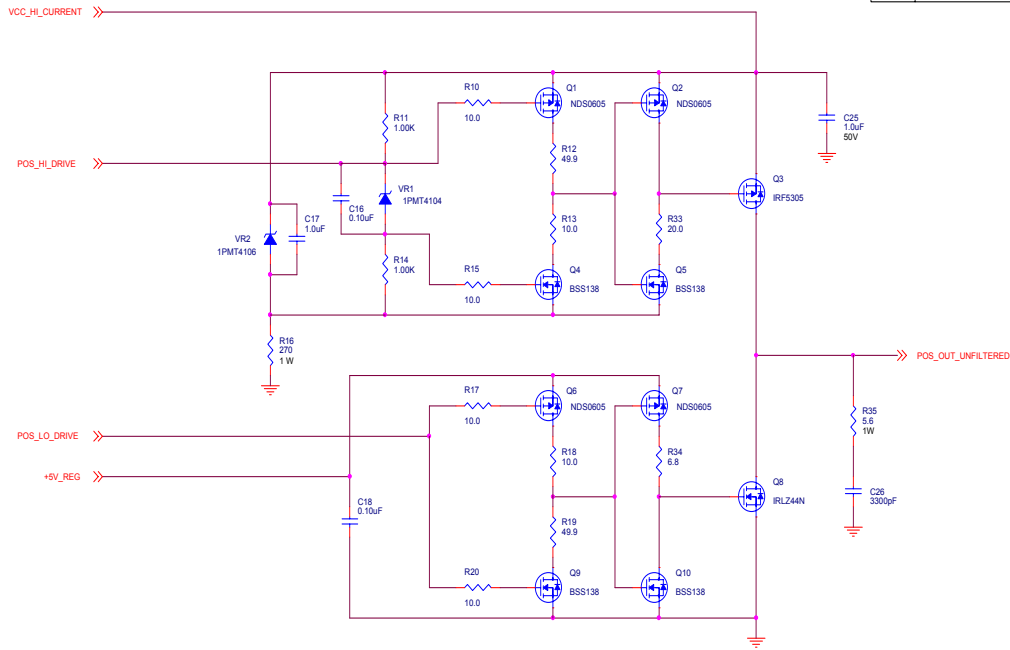 VCC_HI_CURRENT
R10
10.0
Q1
NDS0605
Q2
NDS0605
R11
1.00K
C25
1.0uF
50V
R12
49.9
POS_HI_DRIVE
Q3
IRF5305
VR1
1PMT4104
C16
0.10uF
R13
10.0
R33
20.0
C17
1.0uF
VR2
1PMT4106
R14
1.00K
R15
10.0
Q4
BSS138
Q5
BSS138
R16
270
1 W
POS_OUT_UNFILTERED
R17
10.0
Q6
NDS0605
Q7
NDS0605
R35
5.6
1W
POS_LO_DRIVE
R18
10.0
R34
6.8
+5V_REG
Q8
IRLZ44N
C26
3300pF
C18
0.10uF
R19
49.9
R20
10.0
Q9
BSS138
Q10
BSS138